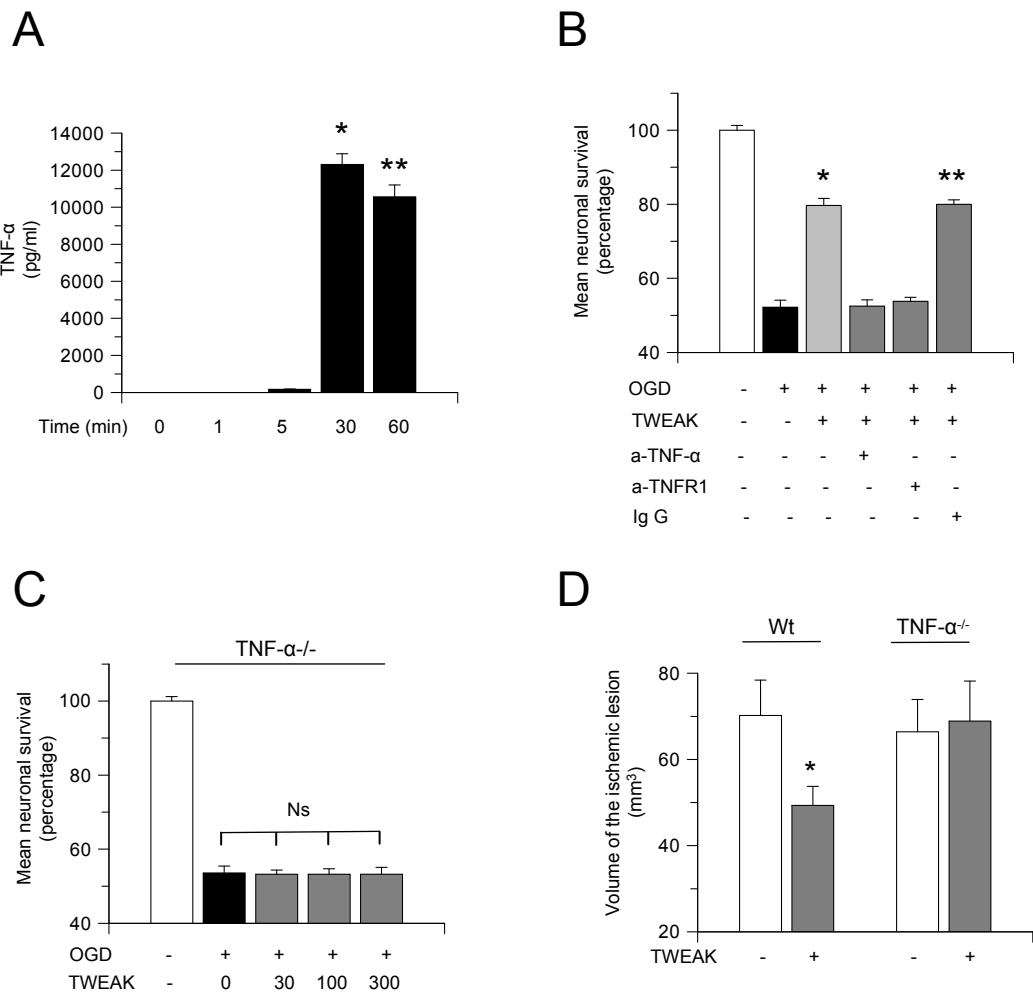 A
TNF-α
(pg/ml)
14000
12000
10000
8000
6000
4000
2000
0
*
**
Time (min) 0 1 5 30 60
B
Mean neuronal survival
(percentage)
100
80
60
40
*
**
OGD - + + + + +
TWEAK - - + + + +
a-TNF-α - - - + - -
a-TNFR1 - - - - + -
Ig G - - - - - +
C
TNF-α-/-
Mean neuronal survival
(percentage)
100
80
60
40
Ns
OGD - + + + +
TWEAK - 0 30 100 300
D
Wt TNF-α-/-
Volume of the ischemic lesion
(mm³)
80
60
40
20
*
TWEAK - + - +